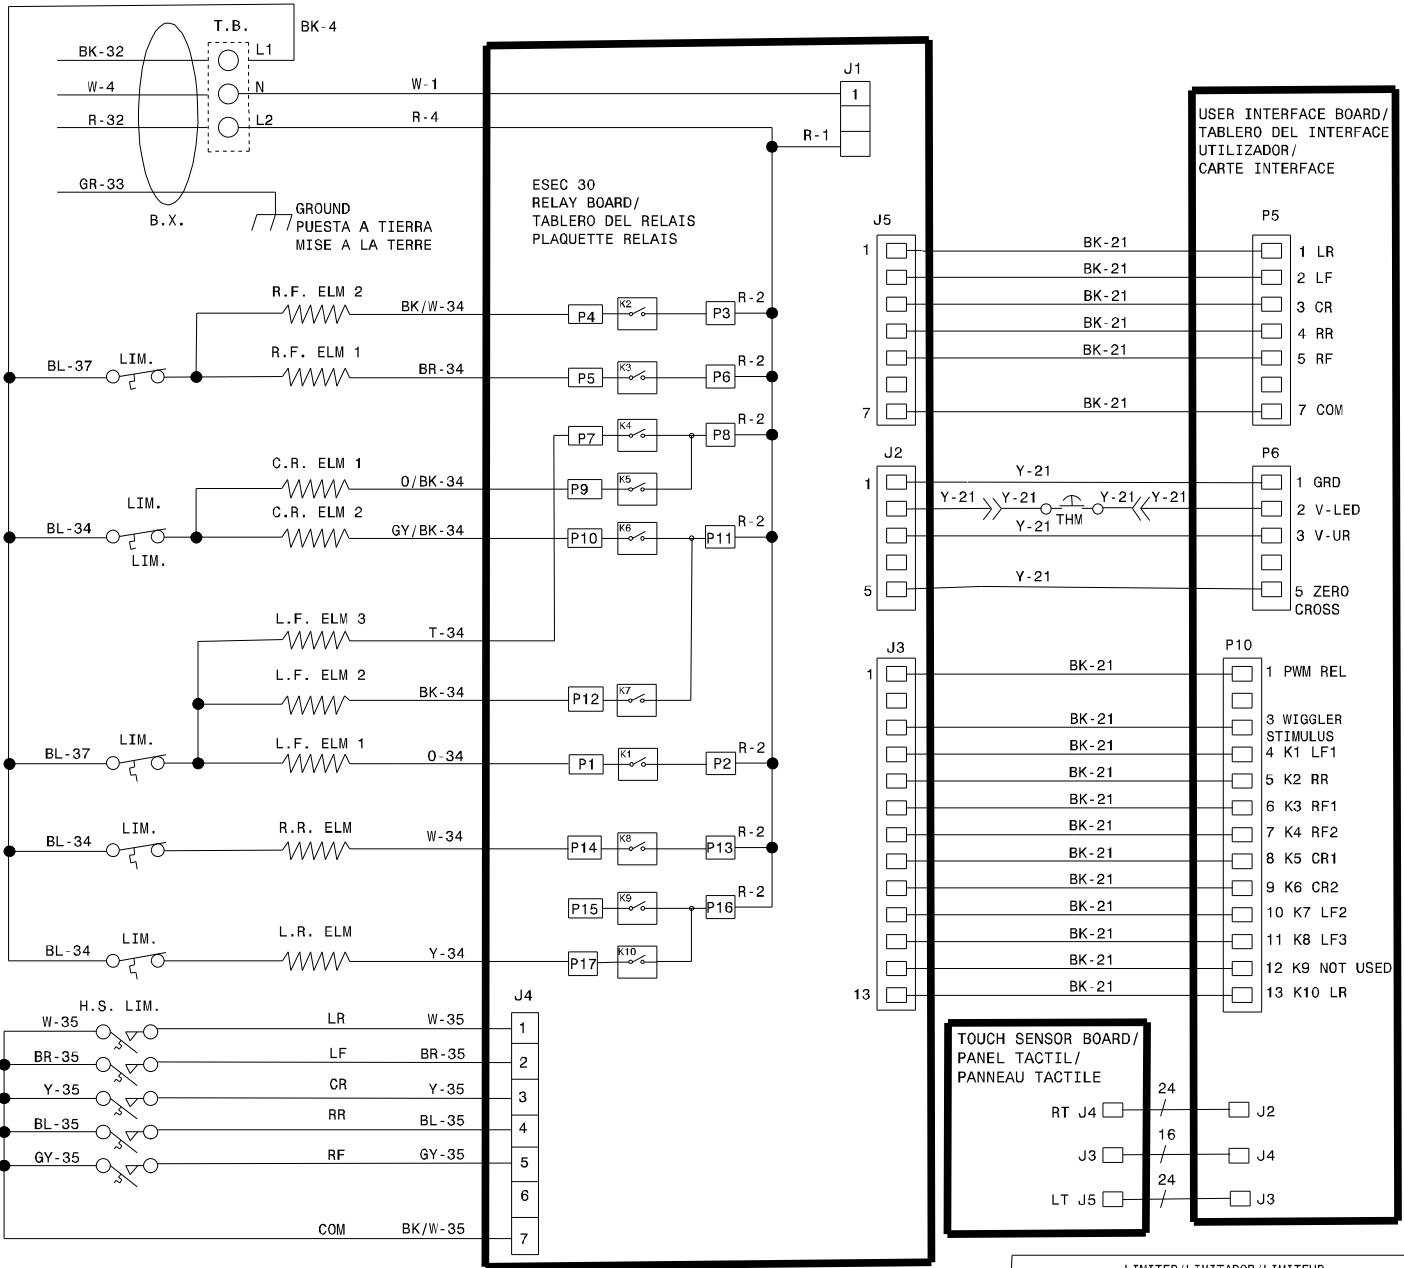 T.B.
BK-4
BK-32
L1
W-4
N
W-1
R-32
L2
R-4
GR-33
B.X.
GROUND
PUESTA A TIERRA
MISE A LA TERRE
J1
1
R-1
ESEC 30
RELAY BOARD/
TABLERO DEL RELAIS
PLAQUETTE RELAIS
USER INTERFACE BOARD/
TABLERO DEL INTERFACE
UTILIZADOR/
CARTE INTERFACE
R.F. ELM 2
BK/W-34
P4
K2
P3
R-2
BL-37
LIM.
R.F. ELM 1
BR-34
P5
K3
P6
R-2
P7
K4
P8
R-2
C.R. ELM 1
O/BK-34
P9
K5
LIM.
BL-34
LIM.
C.R. ELM 2
GY/BK-34
P10
K6
P11
R-2
L.F. ELM 3
T-34
L.F. ELM 2
BK-34
P12
K7
BL-37
LIM.
L.F. ELM 1
O-34
P1
K1
P2
R-2
BL-34
LIM.
R.R. ELM
W-34
P14
K8
P13
R-2
P15
K9
P16
R-2
BL-34
LIM.
L.R. ELM
Y-34
P17
K10
H.S. LIM.
J4
W-35
LR
W-35
1
BR-35
LF
BR-35
2
Y-35
CR
Y-35
3
BL-35
RR
BL-35
4
GY-35
RF
GY-35
5
6
COM
BK/W-35
7
J5
P5
1
BK-21
1 LR
BK-21
2 LF
BK-21
3 CR
BK-21
4 RR
BK-21
5 RF
7
BK-21
7 COM
J2
P6
1
Y-21
1 GRD
Y-21
Y-21
THM
Y-21
Y-21
2 V-LED
Y-21
3 V-UR
5
Y-21
5 ZERO
CROSS
J3
P10
1
BK-21
1 PWM REL
BK-21
3 WIGGLER
STIMULUS
BK-21
4 K1 LF1
BK-21
5 K2 RR
BK-21
6 K3 RF1
BK-21
7 K4 RF2
BK-21
8 K5 CR1
BK-21
9 K6 CR2
BK-21
10 K7 LF2
BK-21
11 K8 LF3
BK-21
12 K9 NOT USED
13
BK-21
13 K10 LR
TOUCH SENSOR BOARD/
PANEL TACTIL/
PANNEAU TACTILE
RT J4
24
J2
J3
16
J4
LT J5
24
J3
LIMITER/LIMITADOR/LIMITEUR